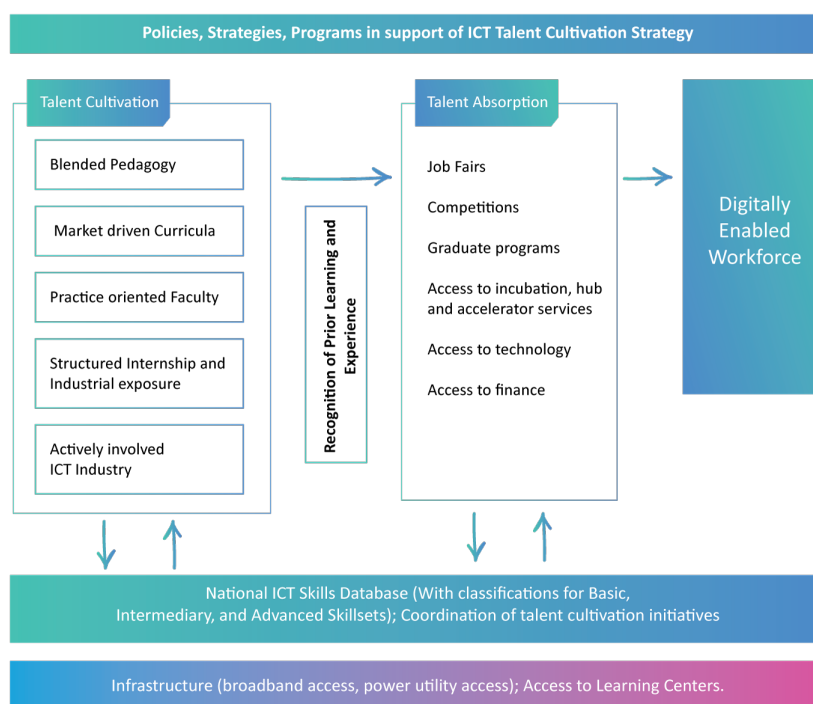 Policies, Strategies, Programs in support of ICT Talent Cultivation Strategy
Talent Cultivation
Blended Pedagogy
Market driven Curricula
Practice oriented Faculty
Structured Internship and
Industrial exposure
Actively involved
ICT Industry
Recognition of Prior Learning and
Experience
Talent Absorption
Job Fairs
Competitions
Graduate programs
Access to incubation, hub
and accelerator services
Access to technology
Access to finance
Digitally
Enabled
Workforce
National ICT Skills Database (With classifications for Basic,
Intermediary, and Advanced Skillsets); Coordination of talent cultivation initiatives
Infrastructure (broadband access, power utility access); Access to Learning Centers.